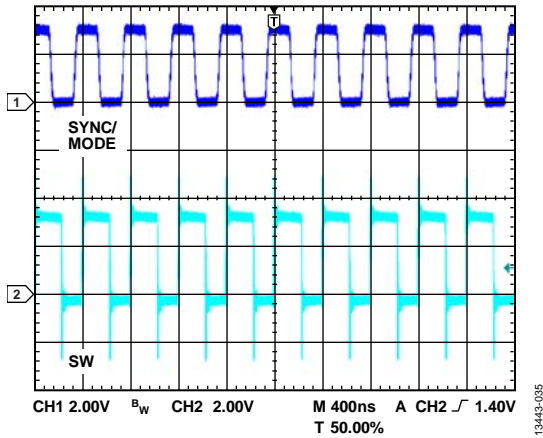 T
1
SYNC/
MODE
2
SW
CH1 2.00V BW CH2 2.00V M 400ns A CH2 1.40V
T 50.00%
13443-035